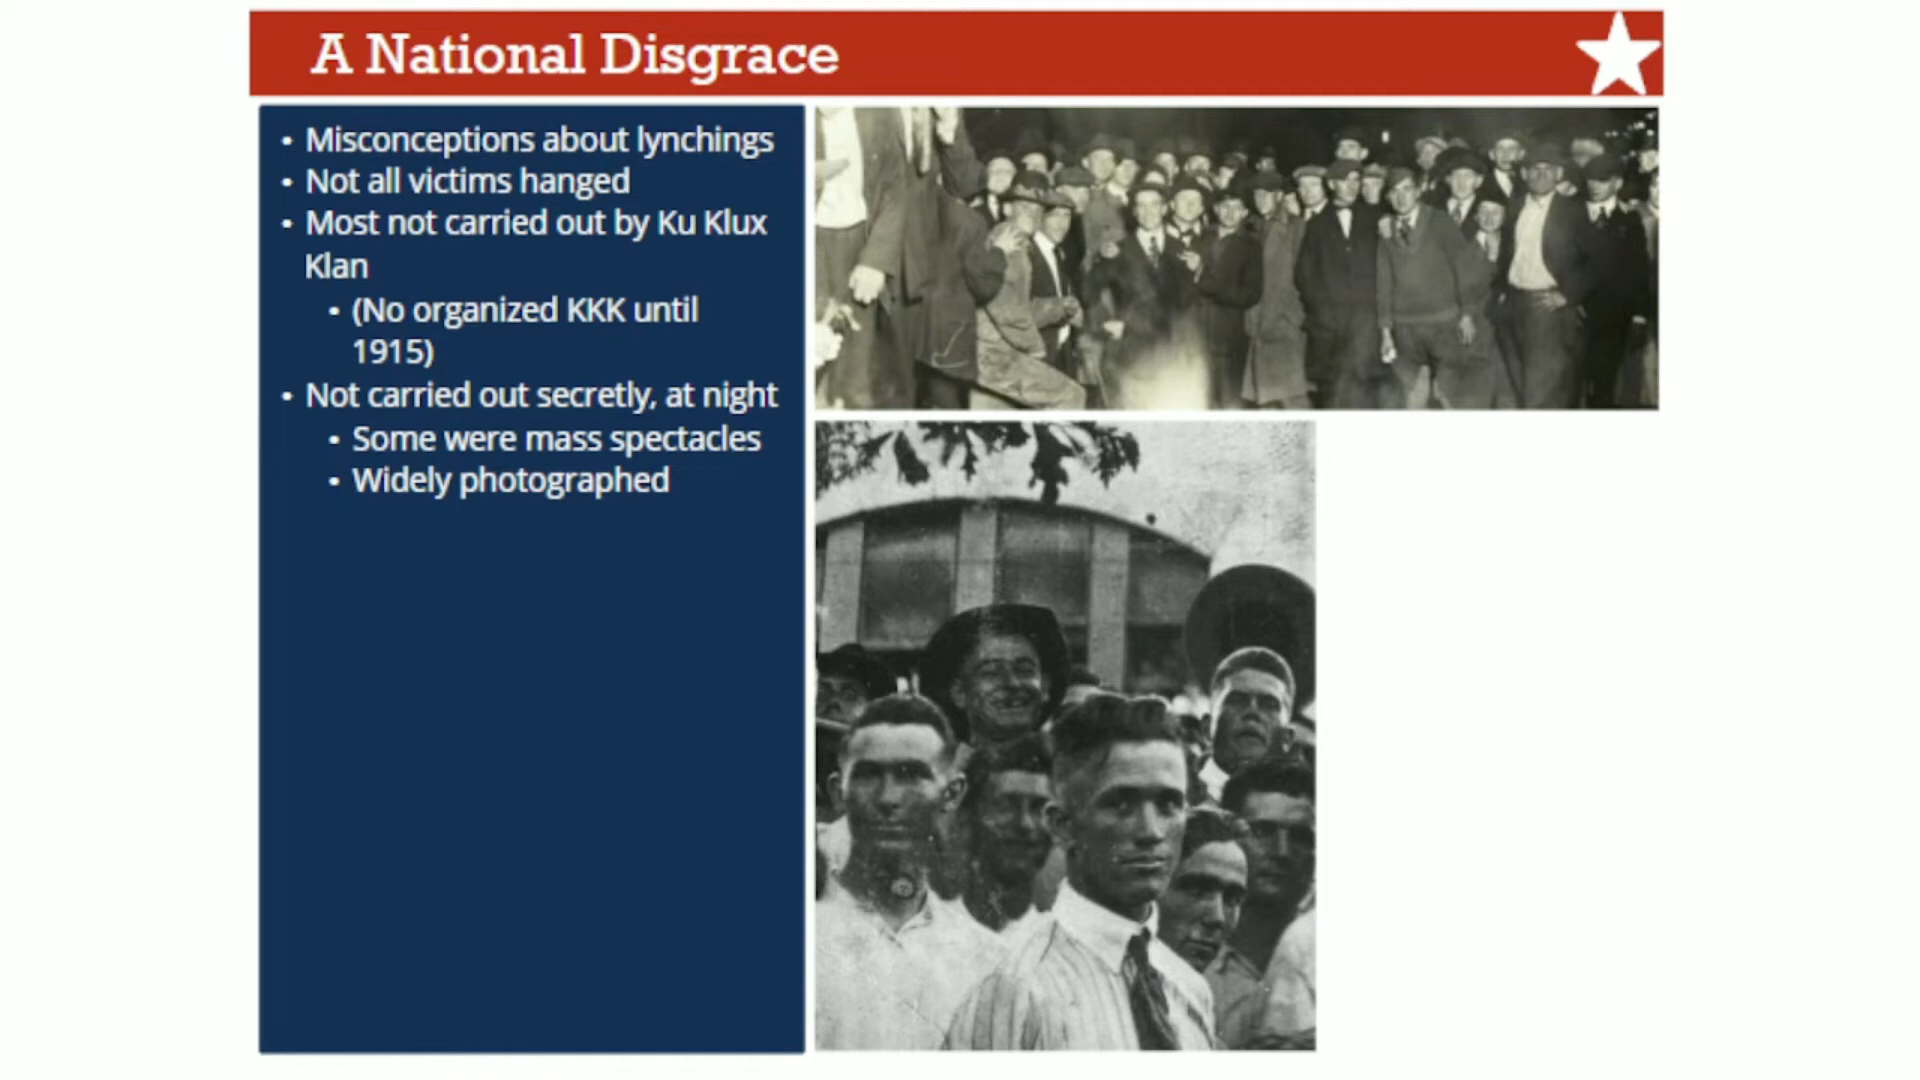 A National Disgrace
• Misconceptions about lynchings
• Not all victims hanged
• Most not carried out by Ku Klux
Klan
• (No organized KKK until
1915)
• Not carried out secretly, at night
• Some were mass spectacles
• Widely photographed